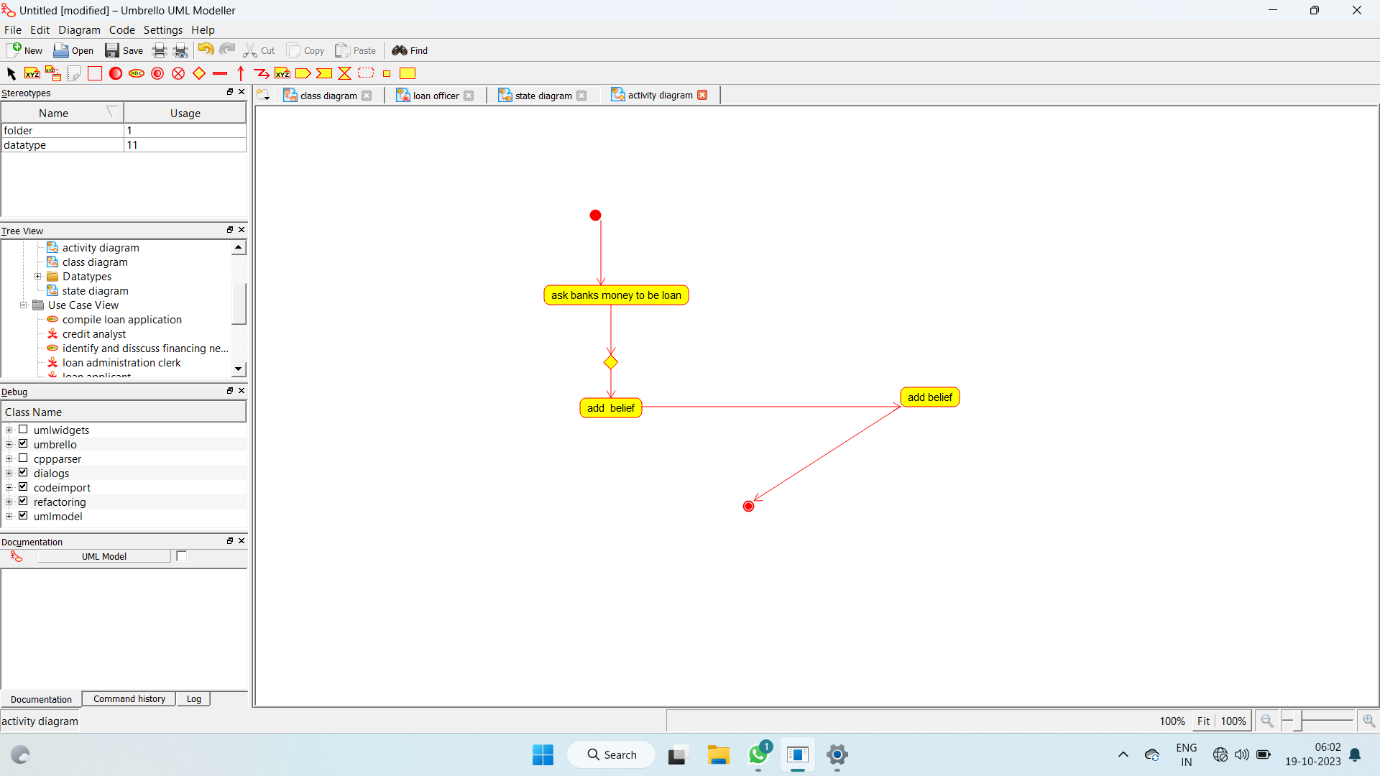 Untitled [modified] – Umbrello UML Modeller
File Edit Diagram Code Settings Help
New Open Save Cut Copy Paste Find
Stereotypes
Name Usage
folder 1
datatype 11
class diagram loan officer state diagram activity diagram
Tree View
activity diagram
class diagram
Datatypes
state diagram
Use Case View
compile loan application
credit analyst
identify and disscuss financing ne...
loan administration clerk
loan applicant
Debug
Class Name
umlwidgets
umbrello
cppparser
dialogs
codeimport
refactoring
umlmodel
Documentation
UML Model
Documentation Command history Log
ask banks money to be loan
add belief
add belief
activity diagram
100% Fit 100%
Search
1
ENG
IN
06:02
19-10-2023